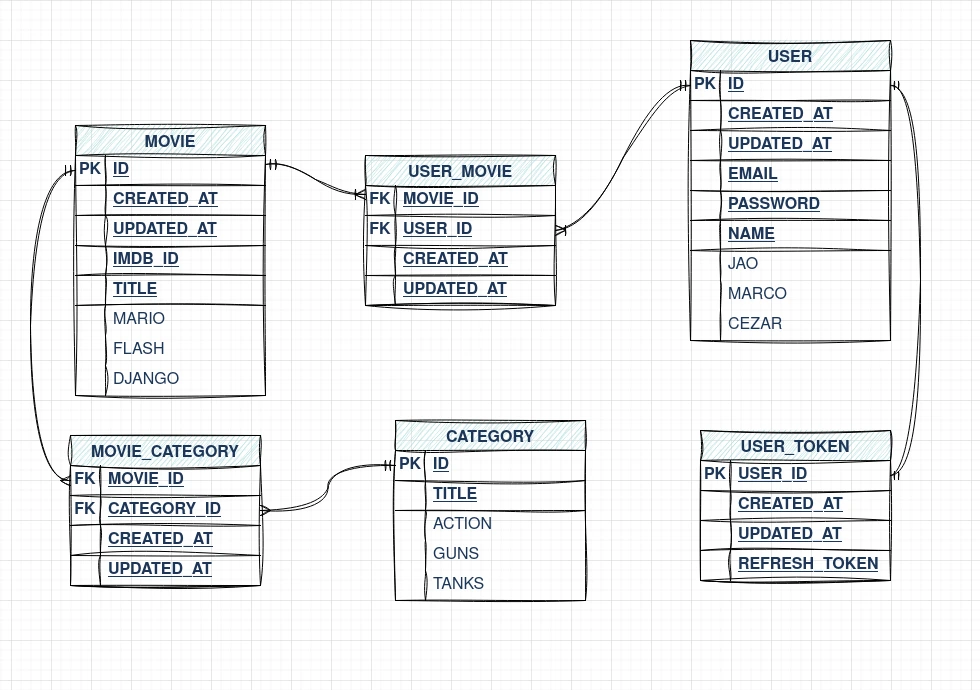 USER
PK ID
CREATED_AT
UPDATED_AT
EMAIL
PASSWORD
NAME
JAO
MARCO
CEZAR
MOVIE
PK ID
CREATED_AT
UPDATED_AT
IMDB_ID
TITLE
MARIO
FLASH
DJANGO
USER_MOVIE
FK MOVIE_ID
FK USER_ID
CREATED_AT
UPDATED_AT
MOVIE_CATEGORY
FK MOVIE_ID
FK CATEGORY_ID
CREATED_AT
UPDATED_AT
CATEGORY
PK ID
TITLE
ACTION
GUNS
TANKS
USER_TOKEN
PK USER_ID
CREATED_AT
UPDATED_AT
REFRESH_TOKEN